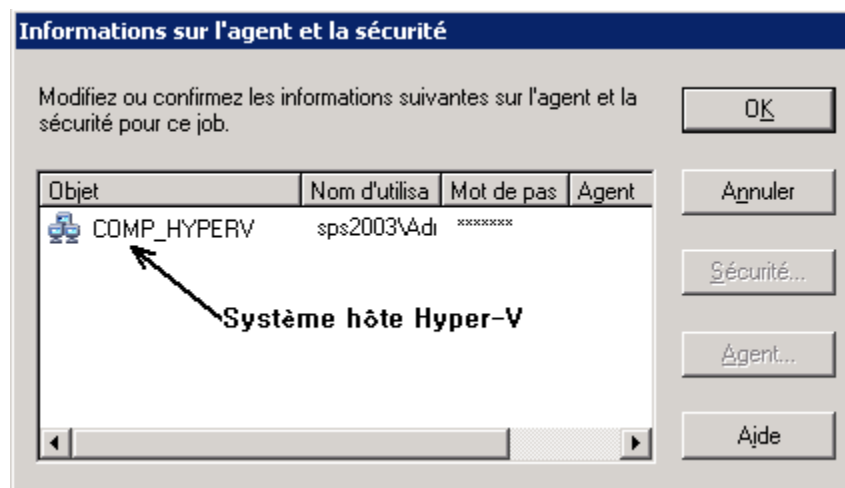 Informations sur l'agent et la sécurité
Modifiez ou confirmez les informations suivantes sur l'agent et la
sécurité pour ce job.
OK
Objet Nom d'utilisa Mot de pas Agent
Annuler
COMP_HYPERV sps2003\Adı *******
Sécurité...
Système hôte Hyper-V
Agent...
Aide